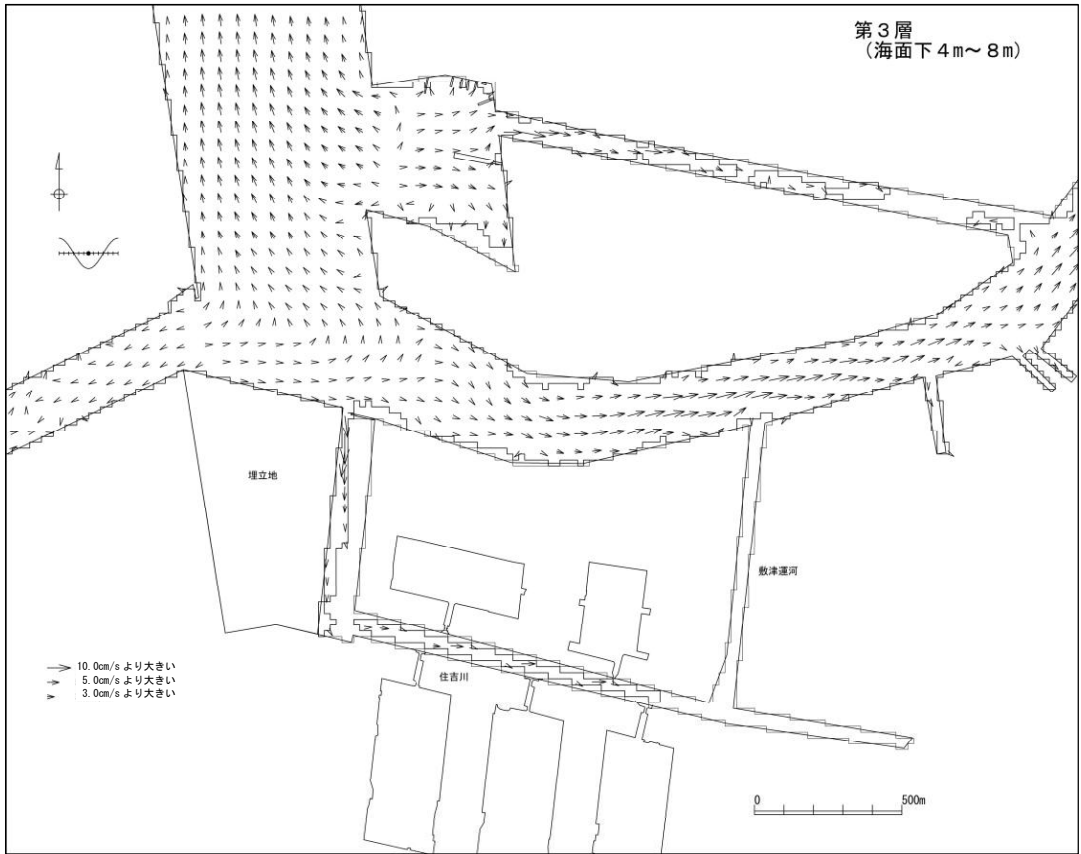 第３層
（海面下４m～８m）
埋立地
敷津運河
10.0cm/s より大きい
5.0cm/s より大きい
3.0cm/s より大きい
住吉川
0 500m